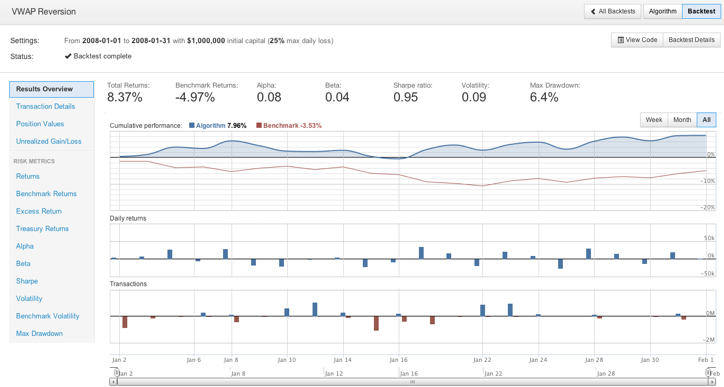 VWAP Reversion
All Backtests
Algorithm
Backtest
Settings: From 2008-01-01 to 2008-01-31 with $1,000,000 initial capital (25% max daily loss)
View Code
Backtest Details
Status: Backtest complete
Results Overview
Transaction Details
Position Values
Unrealized Gain/Loss
RISK METRICS
Returns
Benchmark Returns
Excess Return
Treasury Returns
Alpha
Beta
Sharpe
Volatility
Benchmark Volatility
Max Drawdown
Total Returns: Benchmark Returns: Alpha: Beta: Sharpe ratio: Volatility: Max Drawdown:
8.37% -4.97% 0.08 0.04 0.95 0.09 6.4%
Week Month All
Cumulative performance: Algorithm 7.96% Benchmark -3.53%
0%
-10%
-20%
Daily returns
50k
0k
-50k
Transactions
0M
-2M
Jan 2 Jan 6 Jan 8 Jan 10 Jan 14 Jan 16 Jan 22 Jan 24 Jan 28 Jan 30 Feb 1
Jan 2 Jan 8 Jan 12 Jan 16 Jan 22 Jan 28 Feb